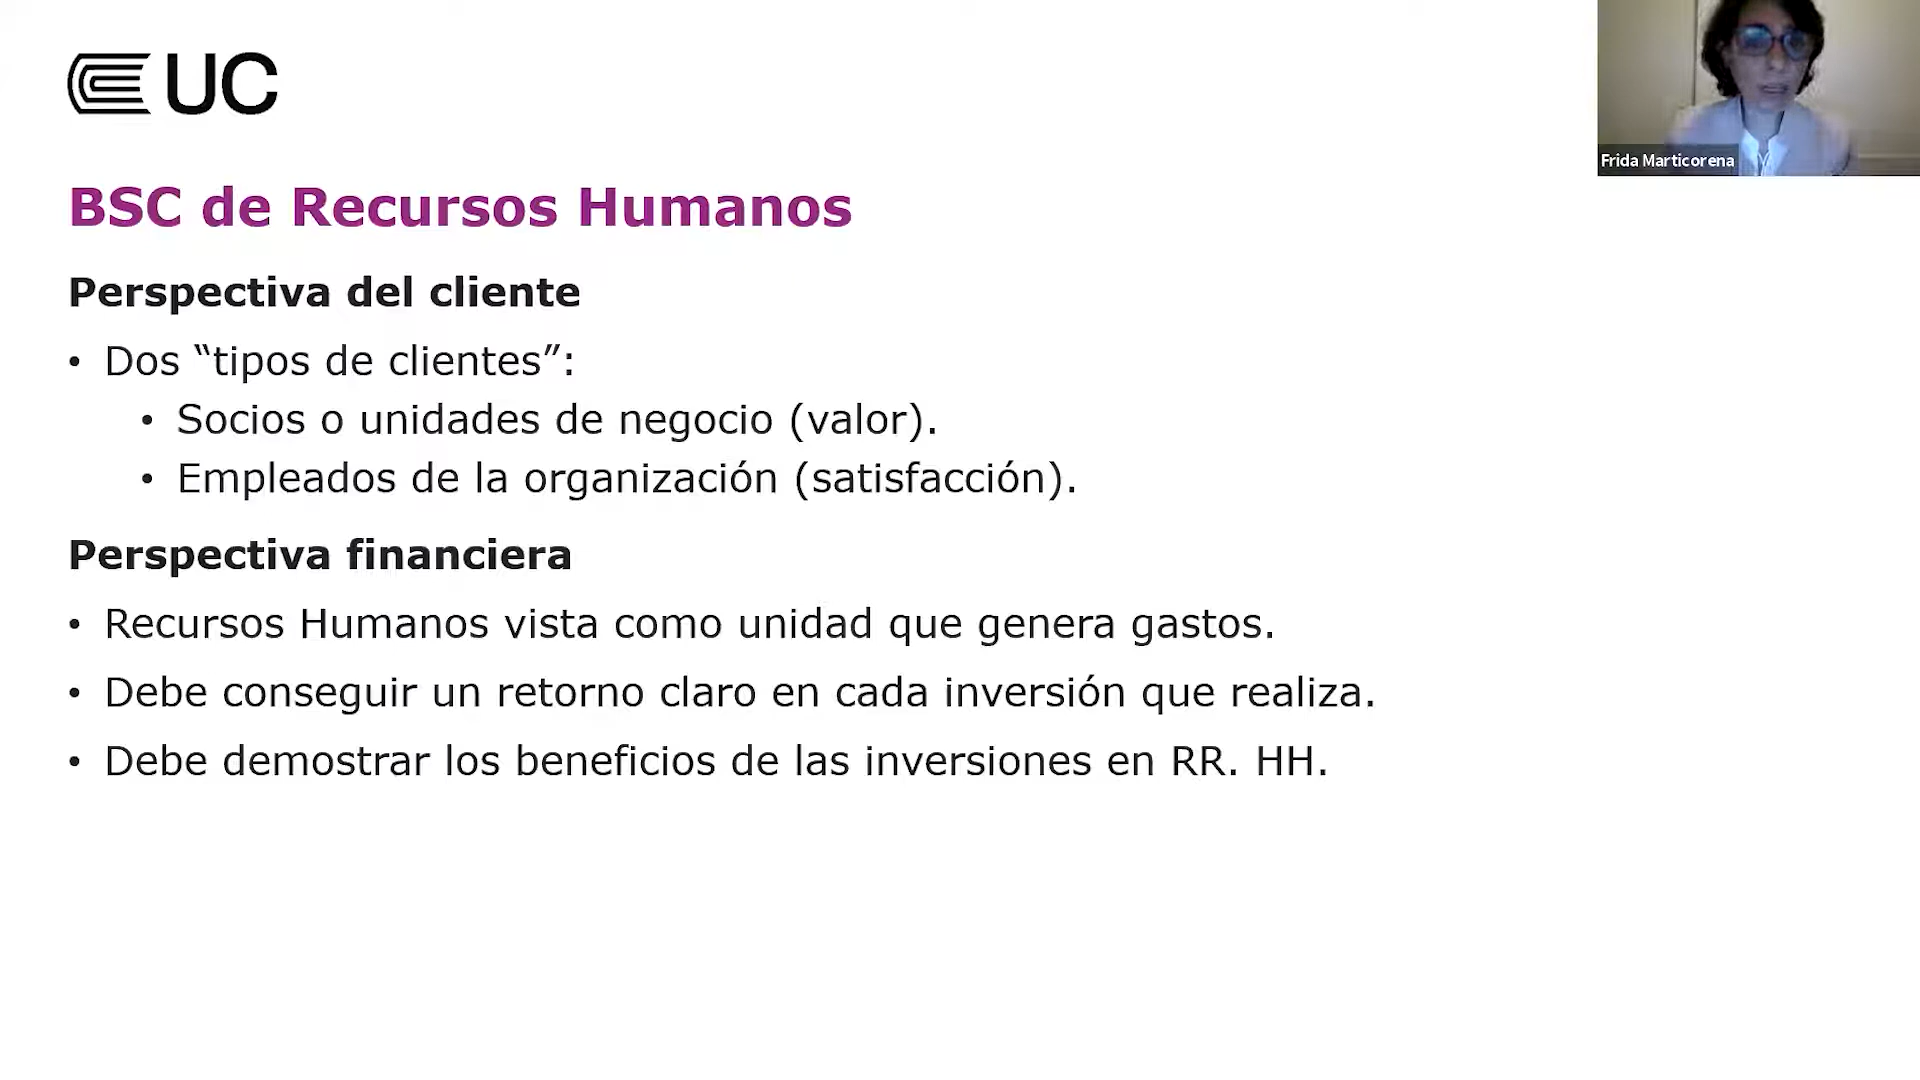 UC
Frida Marticorena
BSC de Recursos Humanos
Perspectiva del cliente
• Dos “tipos de clientes”:
• Socios o unidades de negocio (valor).
• Empleados de la organización (satisfacción).
Perspectiva financiera
• Recursos Humanos vista como unidad que genera gastos.
• Debe conseguir un retorno claro en cada inversión que realiza.
• Debe demostrar los beneficios de las inversiones en RR. HH.